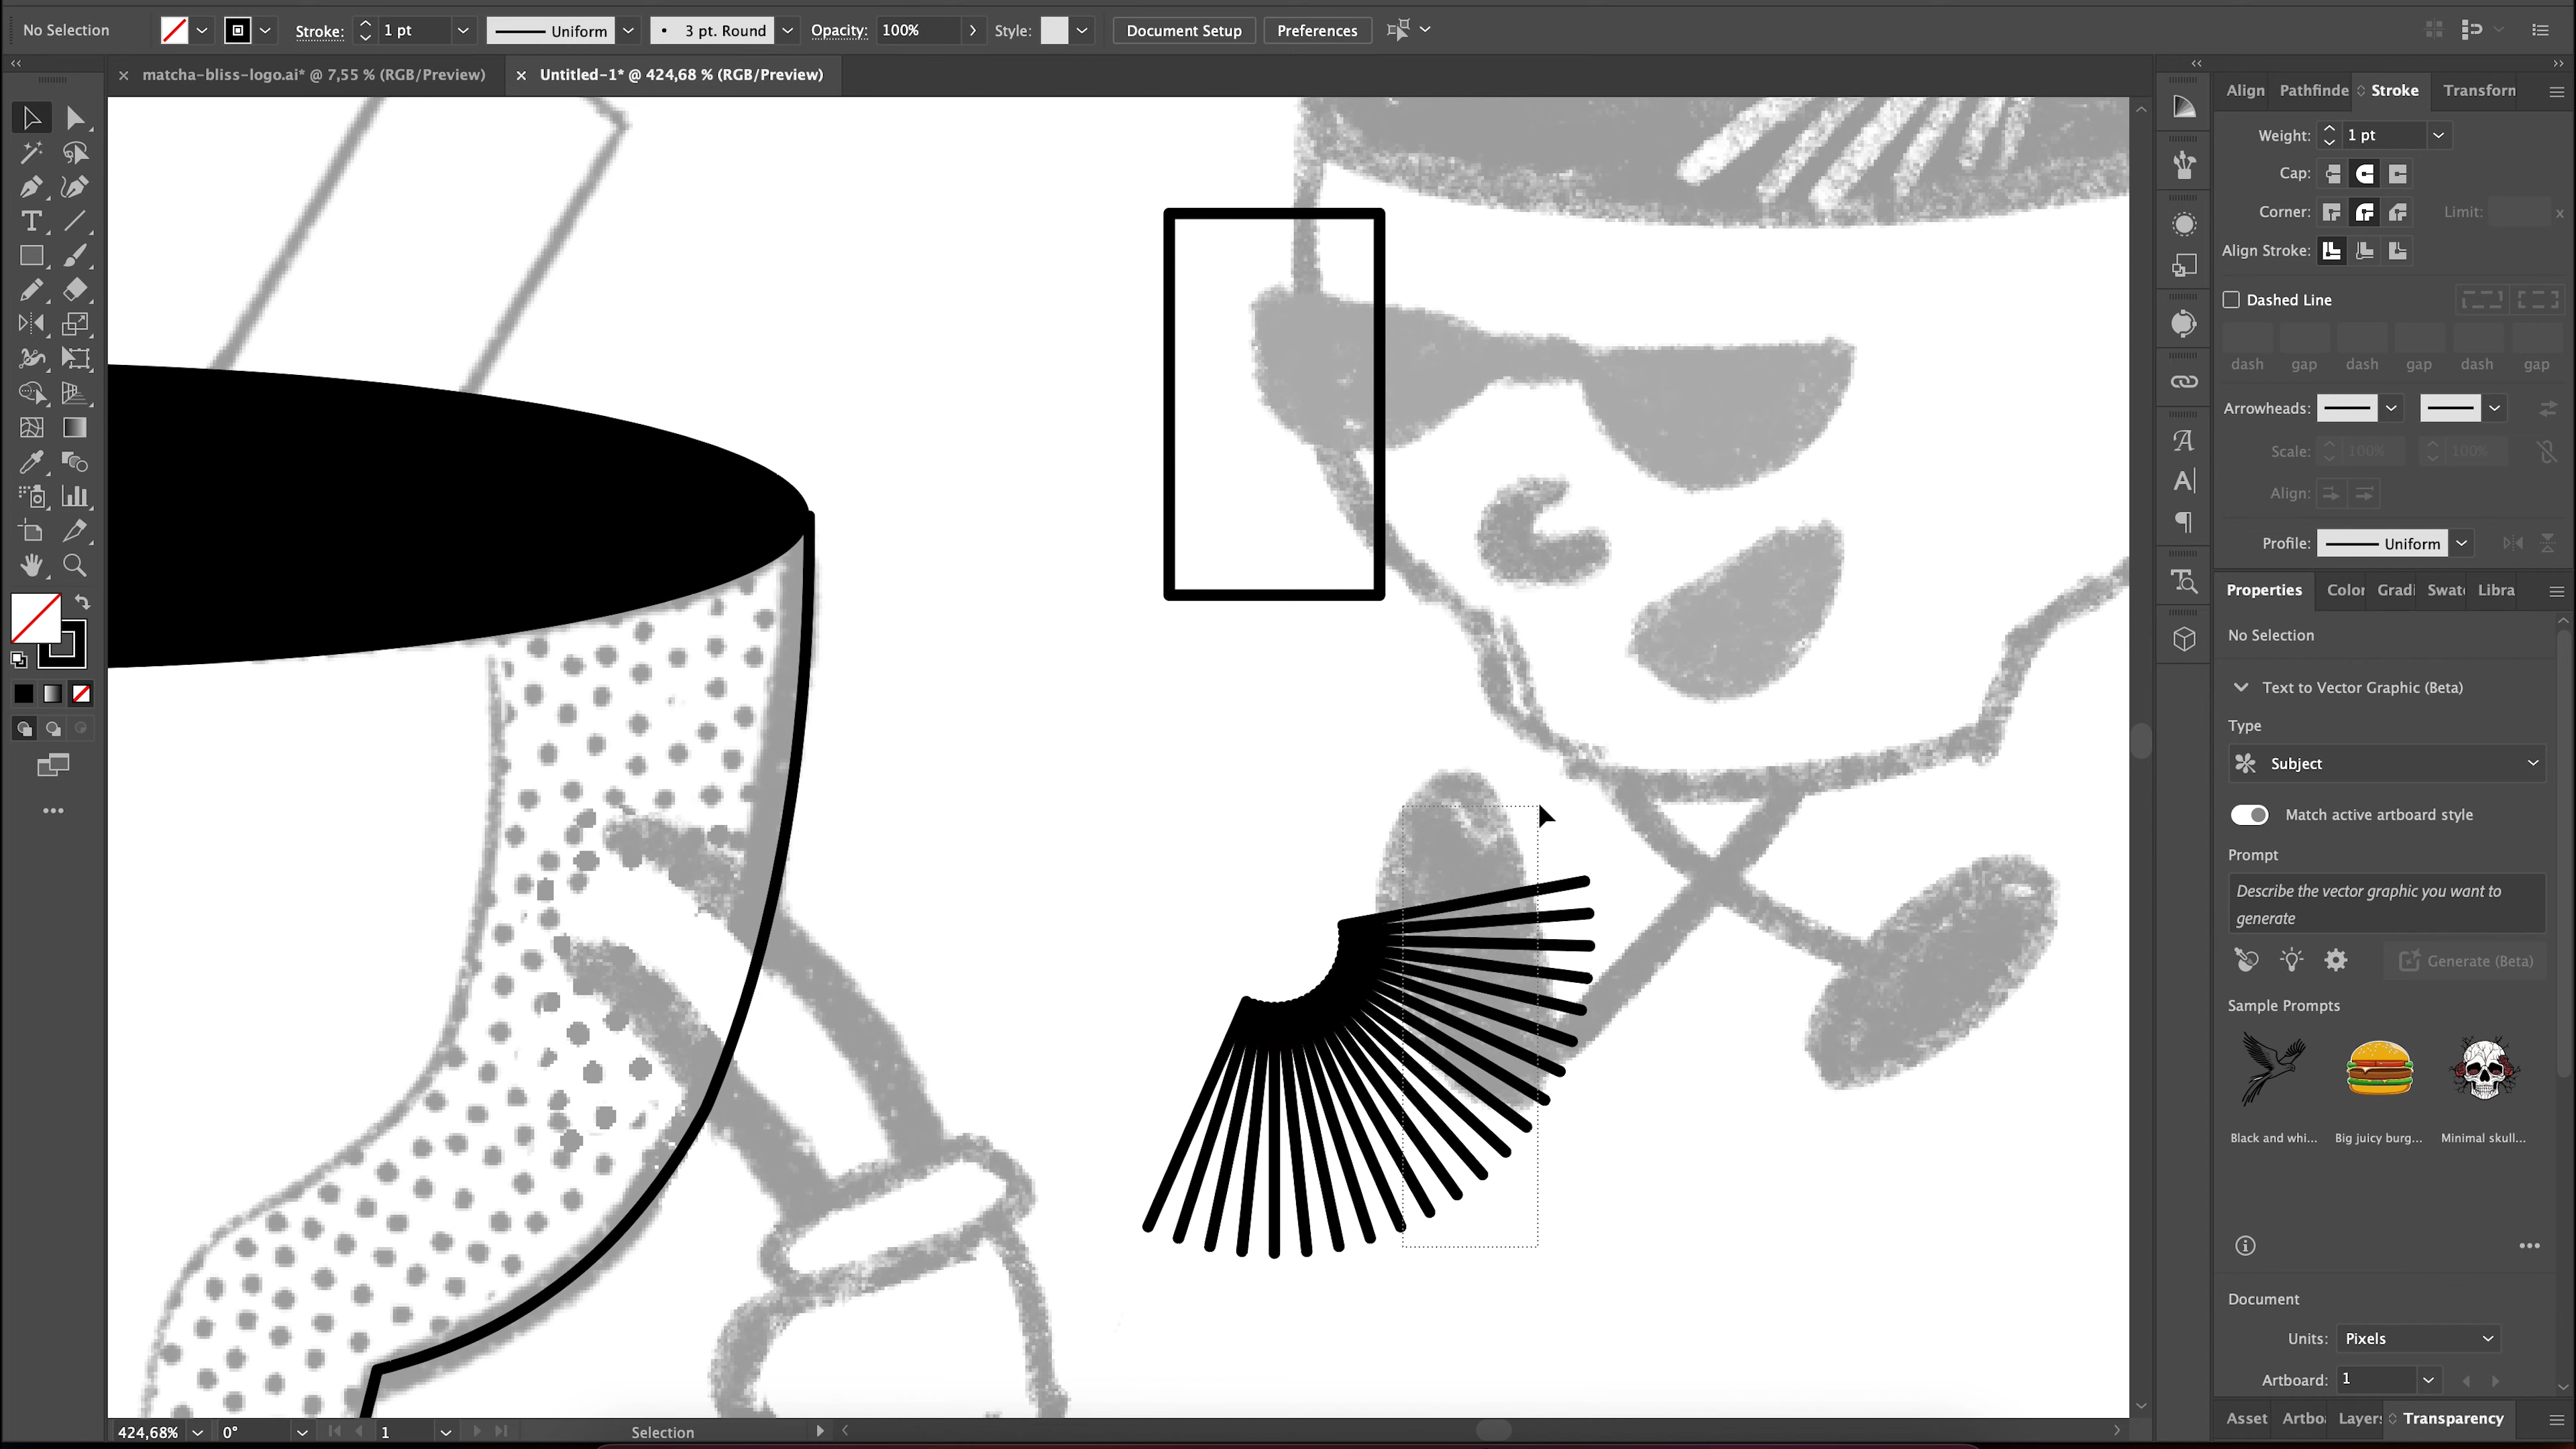 No Selection
Stroke: 1 pt Uniform 3 pt. Round Opacity: 100% Style: Document Setup Preferences
matcha-bliss-logo.ai* @ 7,55 % (RGB/Preview)
Untitled-1* @ 424,68 % (RGB/Preview)
Align Pathfinde Stroke Transforn
Weight: 1 pt
Cap:
Corner: Limit: x
Align Stroke:
Dashed Line
dash gap dash gap dash gap
Arrowheads:
Scale: 100% 100%
Align:
Profile: Uniform
Properties Color Gradi Swat Libra
No Selection
Text to Vector Graphic (Beta)
Type
Subject
Match active artboard style
Prompt
Describe the vector graphic you want to
generate
Generate (Beta)
Sample Prompts
Black and whi... Big juicy burg... Minimal skull...
Document
Units: Pixels
Artboard: 1
Asset Artbo Layers Transparency
424,68% 0° 1 Selection